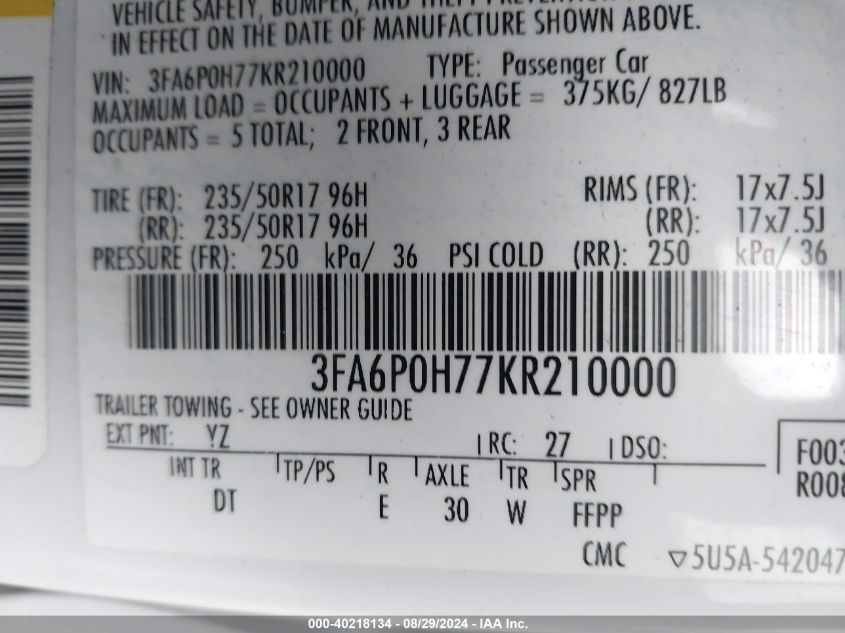 VEHICLE SAFETY, BUMPER, AND THEFT PREVENTION
IN EFFECT ON THE DATE OF MANUFACTURE SHOWN ABOVE.
VIN: 3FA6P0H77KR210000 TYPE: Passenger Car
MAXIMUM LOAD = OCCUPANTS + LUGGAGE = 375KG/ 827LB
OCCUPANTS = 5 TOTAL; 2 FRONT, 3 REAR
TIRE (FR): 235/50R17 96H RIMS (FR): 17x7.5J
(RR): 235/50R17 96H (RR): 17x7.5J
PRESSURE (FR): 250 kPa/ 36 PSI COLD (RR): 250 kPa/ 36
3FA6P0H77KR210000
TRAILER TOWING - SEE OWNER GUIDE
EXT PNT: YZ RC: 27 DSO:
F003
INT TR TP/PS R AXLE TR SPR
R008
DT E 30 W FFPP
CMC ▽5U5A-542047
000-40218134 - 08/29/2024 - IAA Inc.